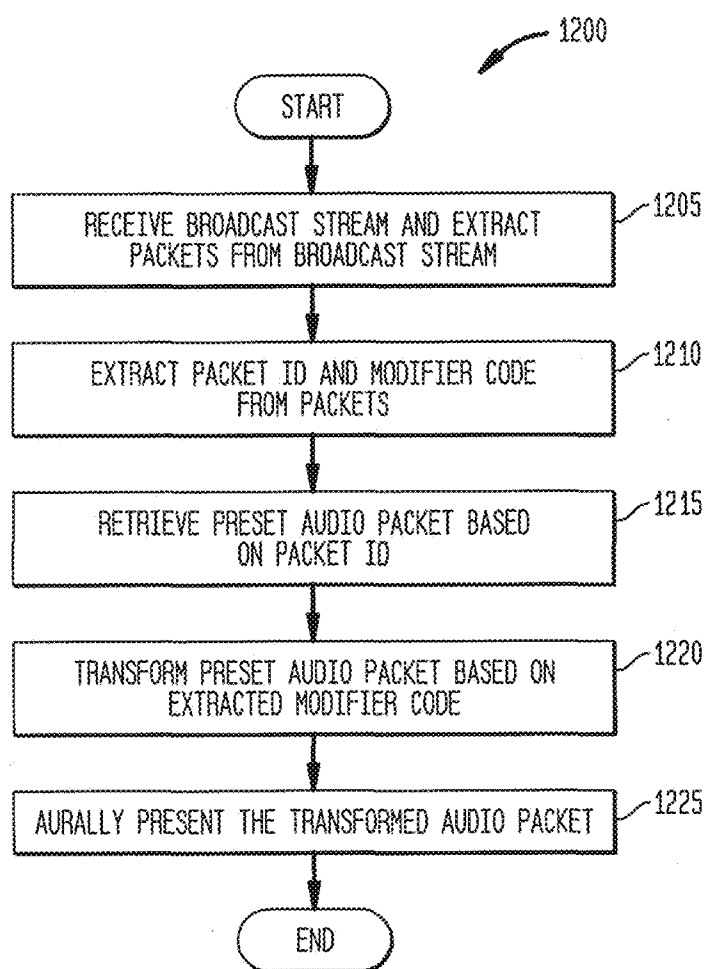 1200
START
RECEIVE BROADCAST STREAM AND EXTRACT
PACKETS FROM BROADCAST STREAM
1205
EXTRACT PACKET ID AND MODIFIER CODE
FROM PACKETS
1210
RETRIEVE PRESET AUDIO PACKET BASED
ON PACKET ID
1215
TRANSFORM PRESET AUDIO PACKET BASED ON
EXTRACTED MODIFIER CODE
1220
AURALLY PRESENT THE TRANSFORMED AUDIO PACKET
1225
END